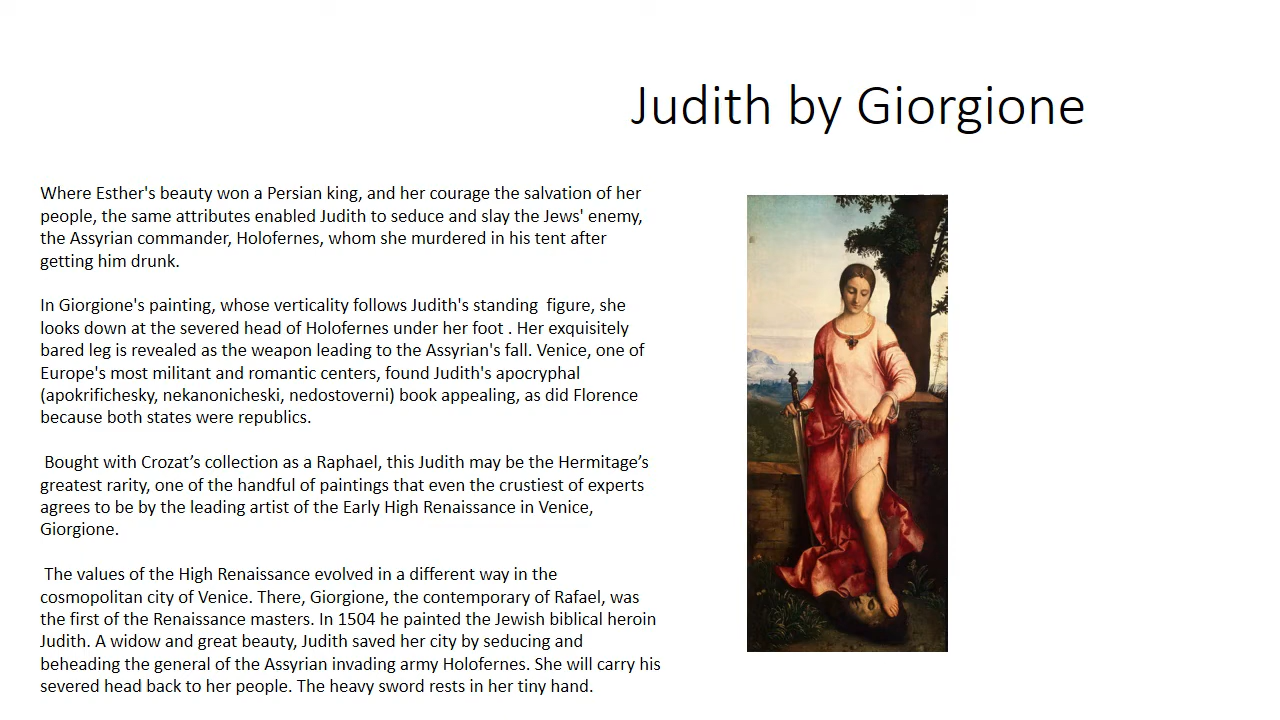 Judith by Giorgione
Where Esther's beauty won a Persian king, and her courage the salvation of her
people, the same attributes enabled Judith to seduce and slay the Jews' enemy,
the Assyrian commander, Holofernes, whom she murdered in his tent after
getting him drunk.
In Giorgione's painting, whose verticality follows Judith's standing  figure, she
looks down at the severed head of Holofernes under her foot . Her exquisitely
bared leg is revealed as the weapon leading to the Assyrian's fall. Venice, one of
Europe's most militant and romantic centers, found Judith's apocryphal
(apokrifichesky, nekanonicheski, nedostoverni) book appealing, as did Florence
because both states were republics.
Bought with Crozat’s collection as a Raphael, this Judith may be the Hermitage’s
greatest rarity, one of the handful of paintings that even the crustiest of experts
agrees to be by the leading artist of the Early High Renaissance in Venice,
Giorgione.
The values of the High Renaissance evolved in a different way in the
cosmopolitan city of Venice. There, Giorgione, the contemporary of Rafael, was
the first of the Renaissance masters. In 1504 he painted the Jewish biblical heroin
Judith. A widow and great beauty, Judith saved her city by seducing and
beheading the general of the Assyrian invading army Holofernes. She will carry his
severed head back to her people. The heavy sword rests in her tiny hand.